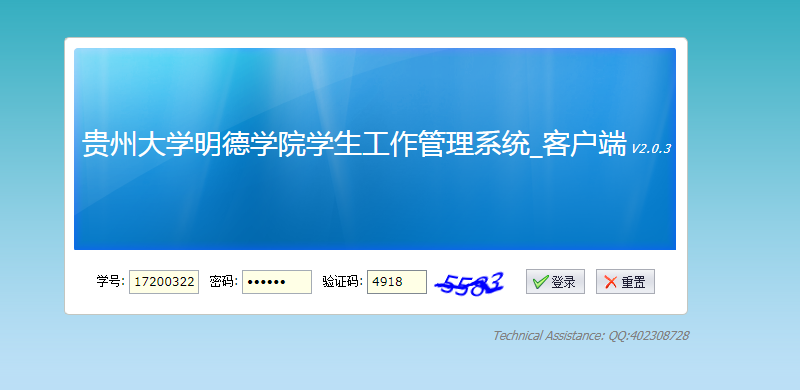 贵州大学明德学院学生工作管理系统_客户端 V2.0.3
学号: 17200322 密码: •••••• 验证码: 4918 5583 登录 重置
Technical Assistance: QQ:402308728